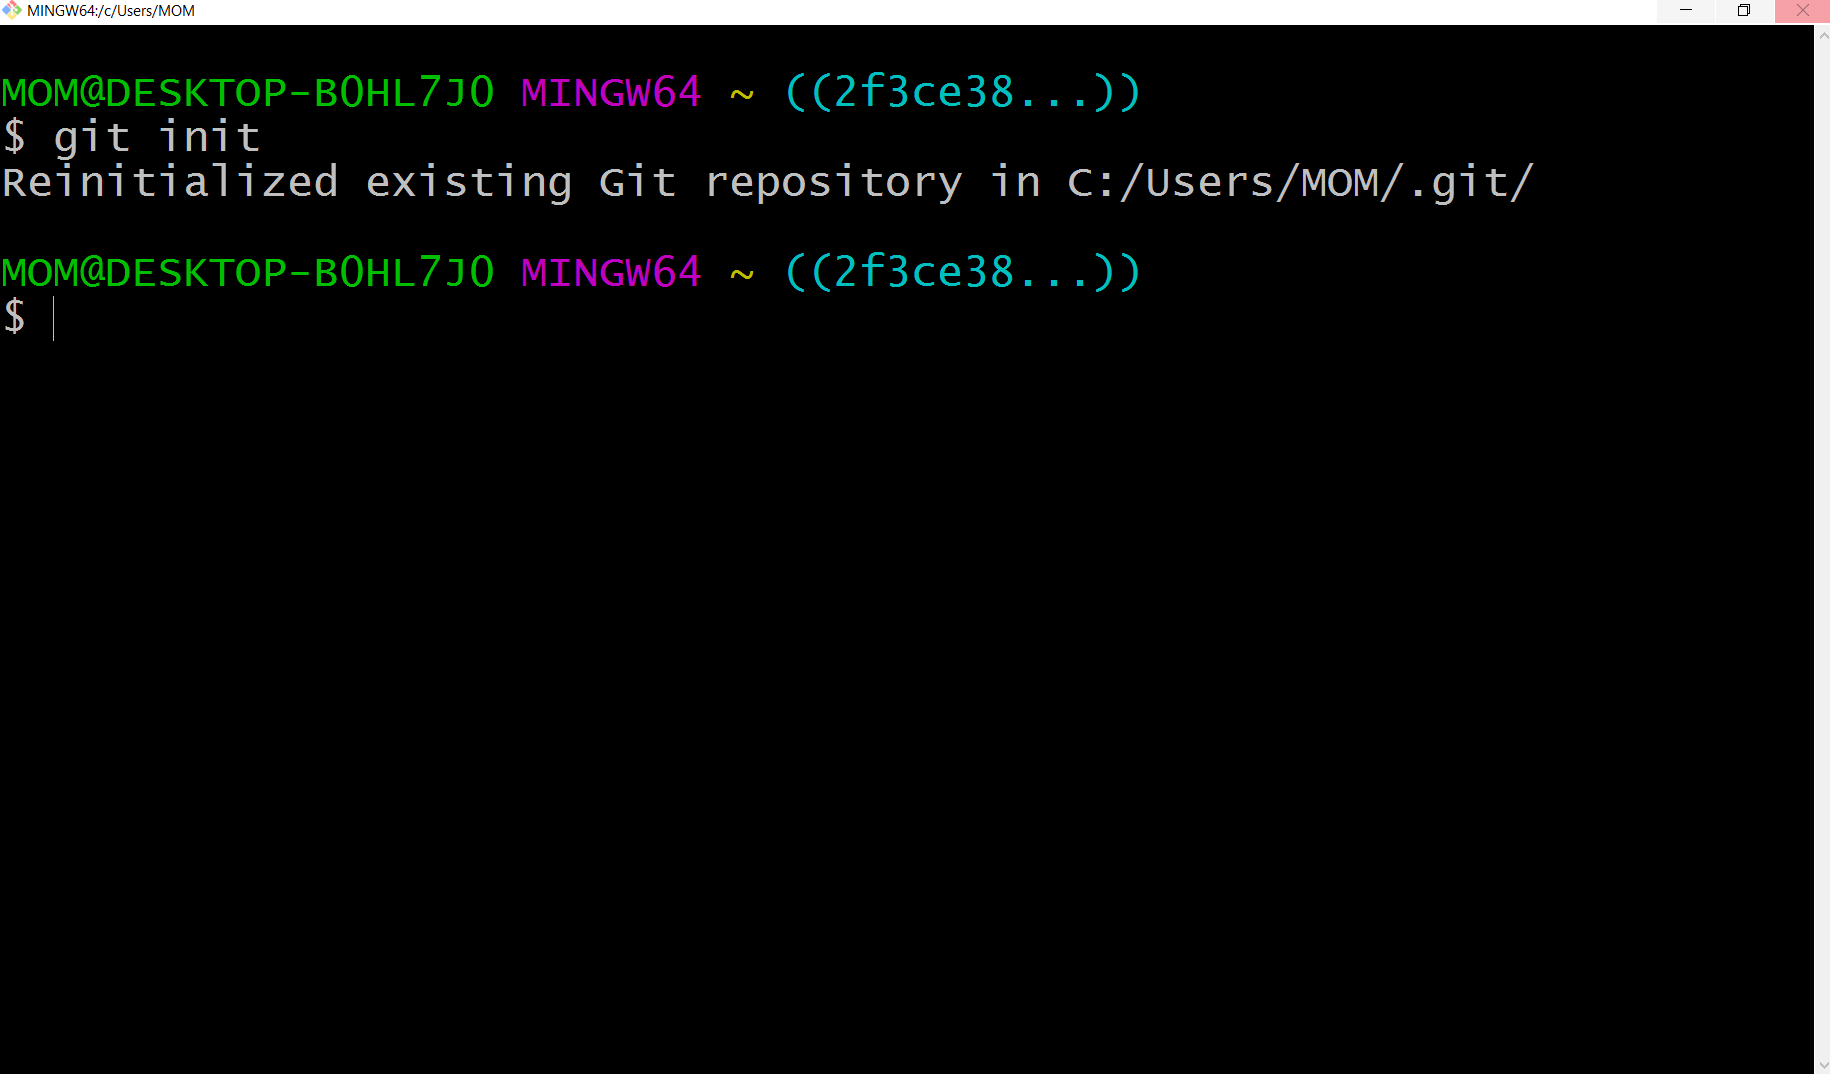 MINGW64:/c/Users/MOM
MOM@DESKTOP-B0HL7J0 MINGW64 ~ ((2f3ce38...))
$ git init
Reinitialized existing Git repository in C:/Users/MOM/.git/
MOM@DESKTOP-B0HL7J0 MINGW64 ~ ((2f3ce38...))
$